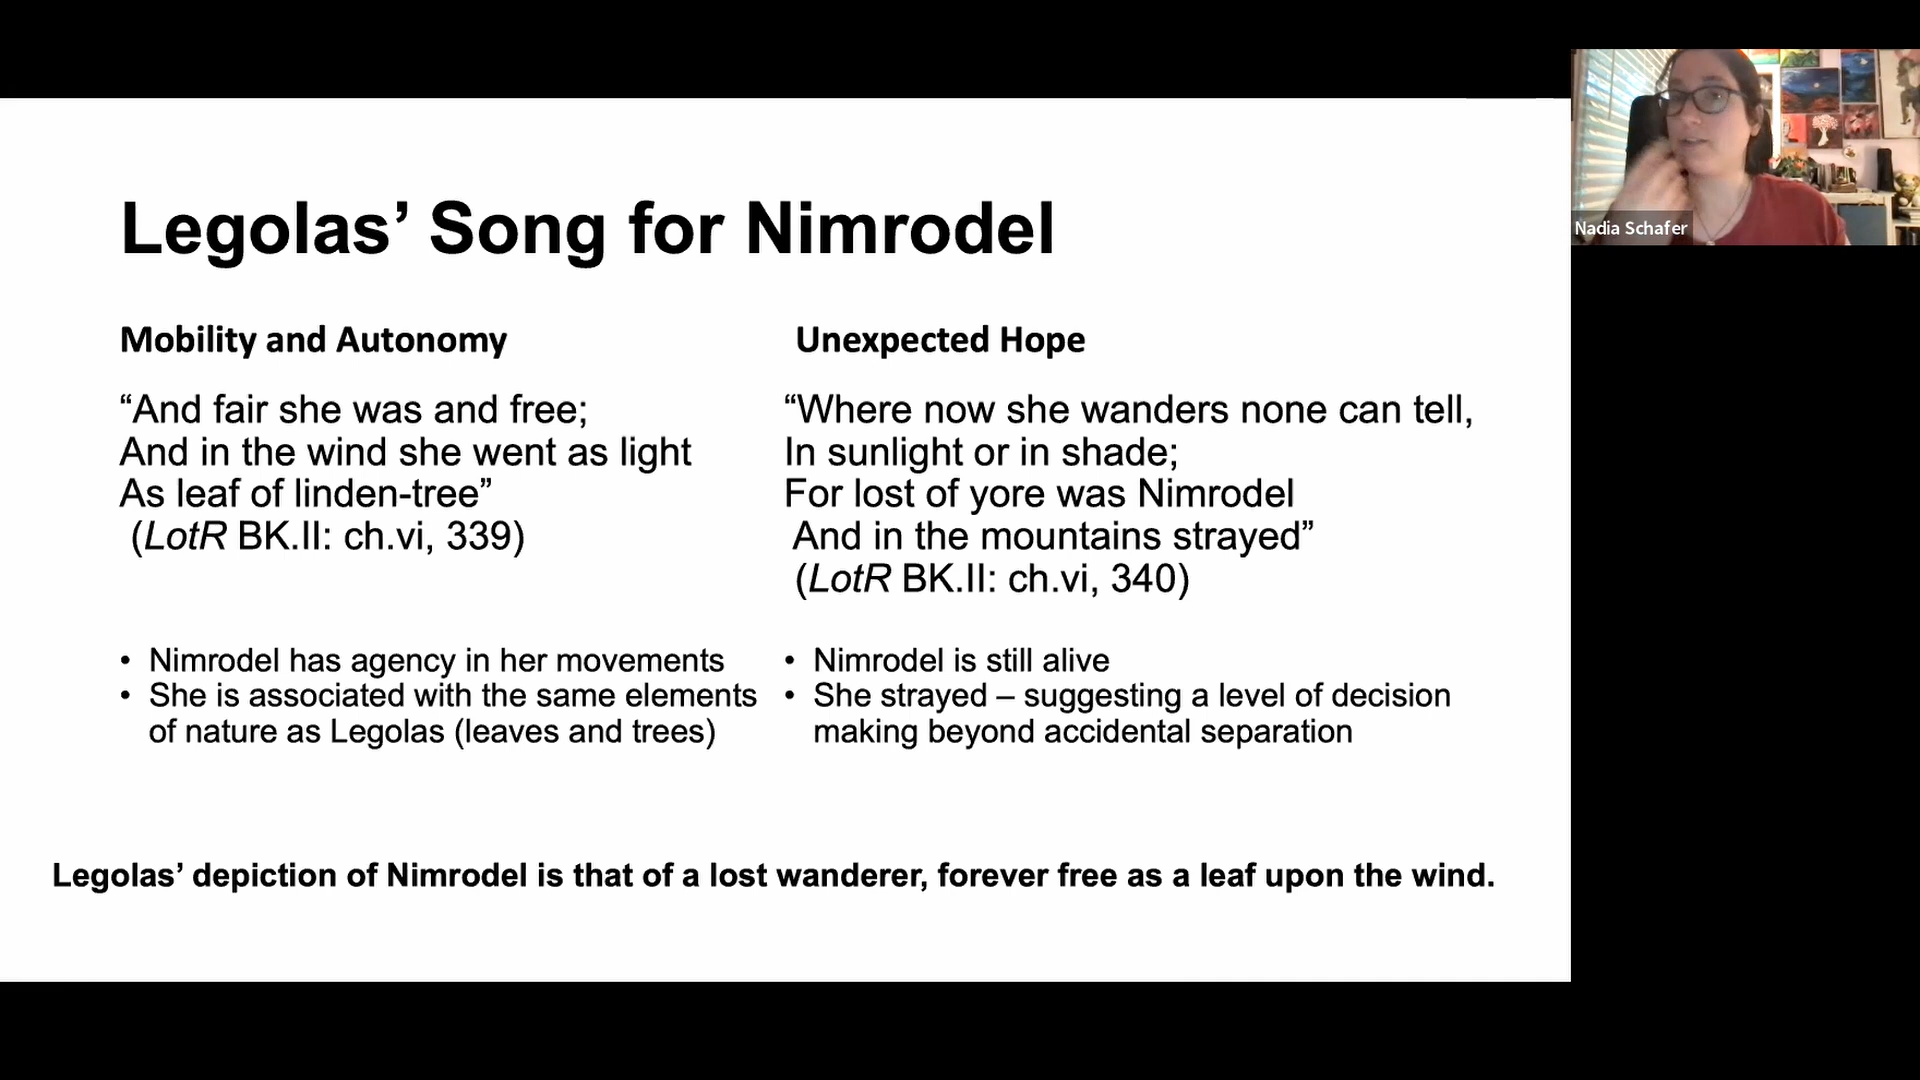 Legolas’ Song for Nimrodel
Mobility and Autonomy
“And fair she was and free;
And in the wind she went as light
As leaf of linden-tree”
(LotR BK.II: ch.vi, 339)
• Nimrodel has agency in her movements
• She is associated with the same elements
of nature as Legolas (leaves and trees)
Unexpected Hope
“Where now she wanders none can tell,
In sunlight or in shade;
For lost of yore was Nimrodel
And in the mountains strayed”
(LotR BK.II: ch.vi, 340)
• Nimrodel is still alive
• She strayed – suggesting a level of decision
making beyond accidental separation
Legolas’ depiction of Nimrodel is that of a lost wanderer, forever free as a leaf upon the wind.
Nadia Schafer